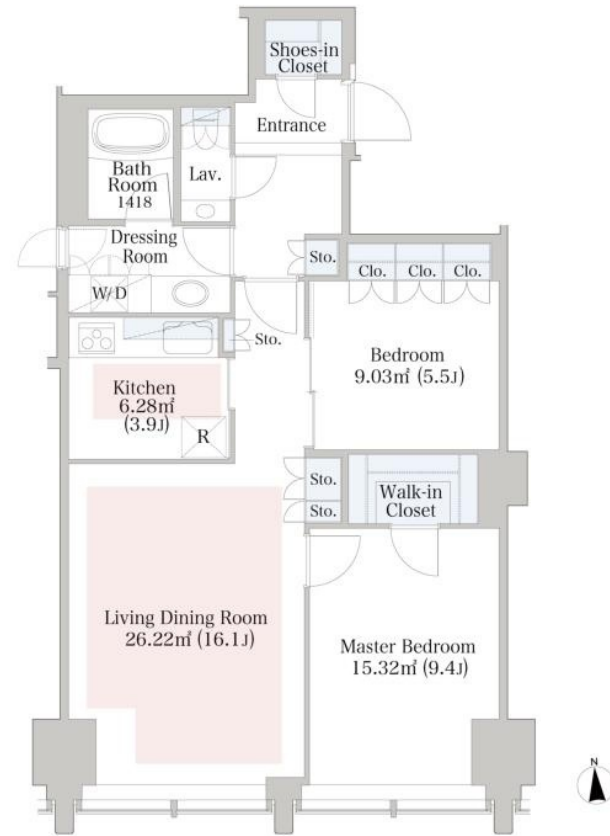 Shoes-in
Closet
Entrance
Bath
Room
1418
Lav.
Dressing
Room
W/D
Sto.
Clo.
Clo.
Clo.
Sto.
Kitchen
6.28㎡
(3.9J)
R
Bedroom
9.03㎡ (5.5J)
Sto.
Sto.
Walk-in
Closet
Living Dining Room
26.22㎡ (16.1J)
Master Bedroom
15.32㎡ (9.4J)
N